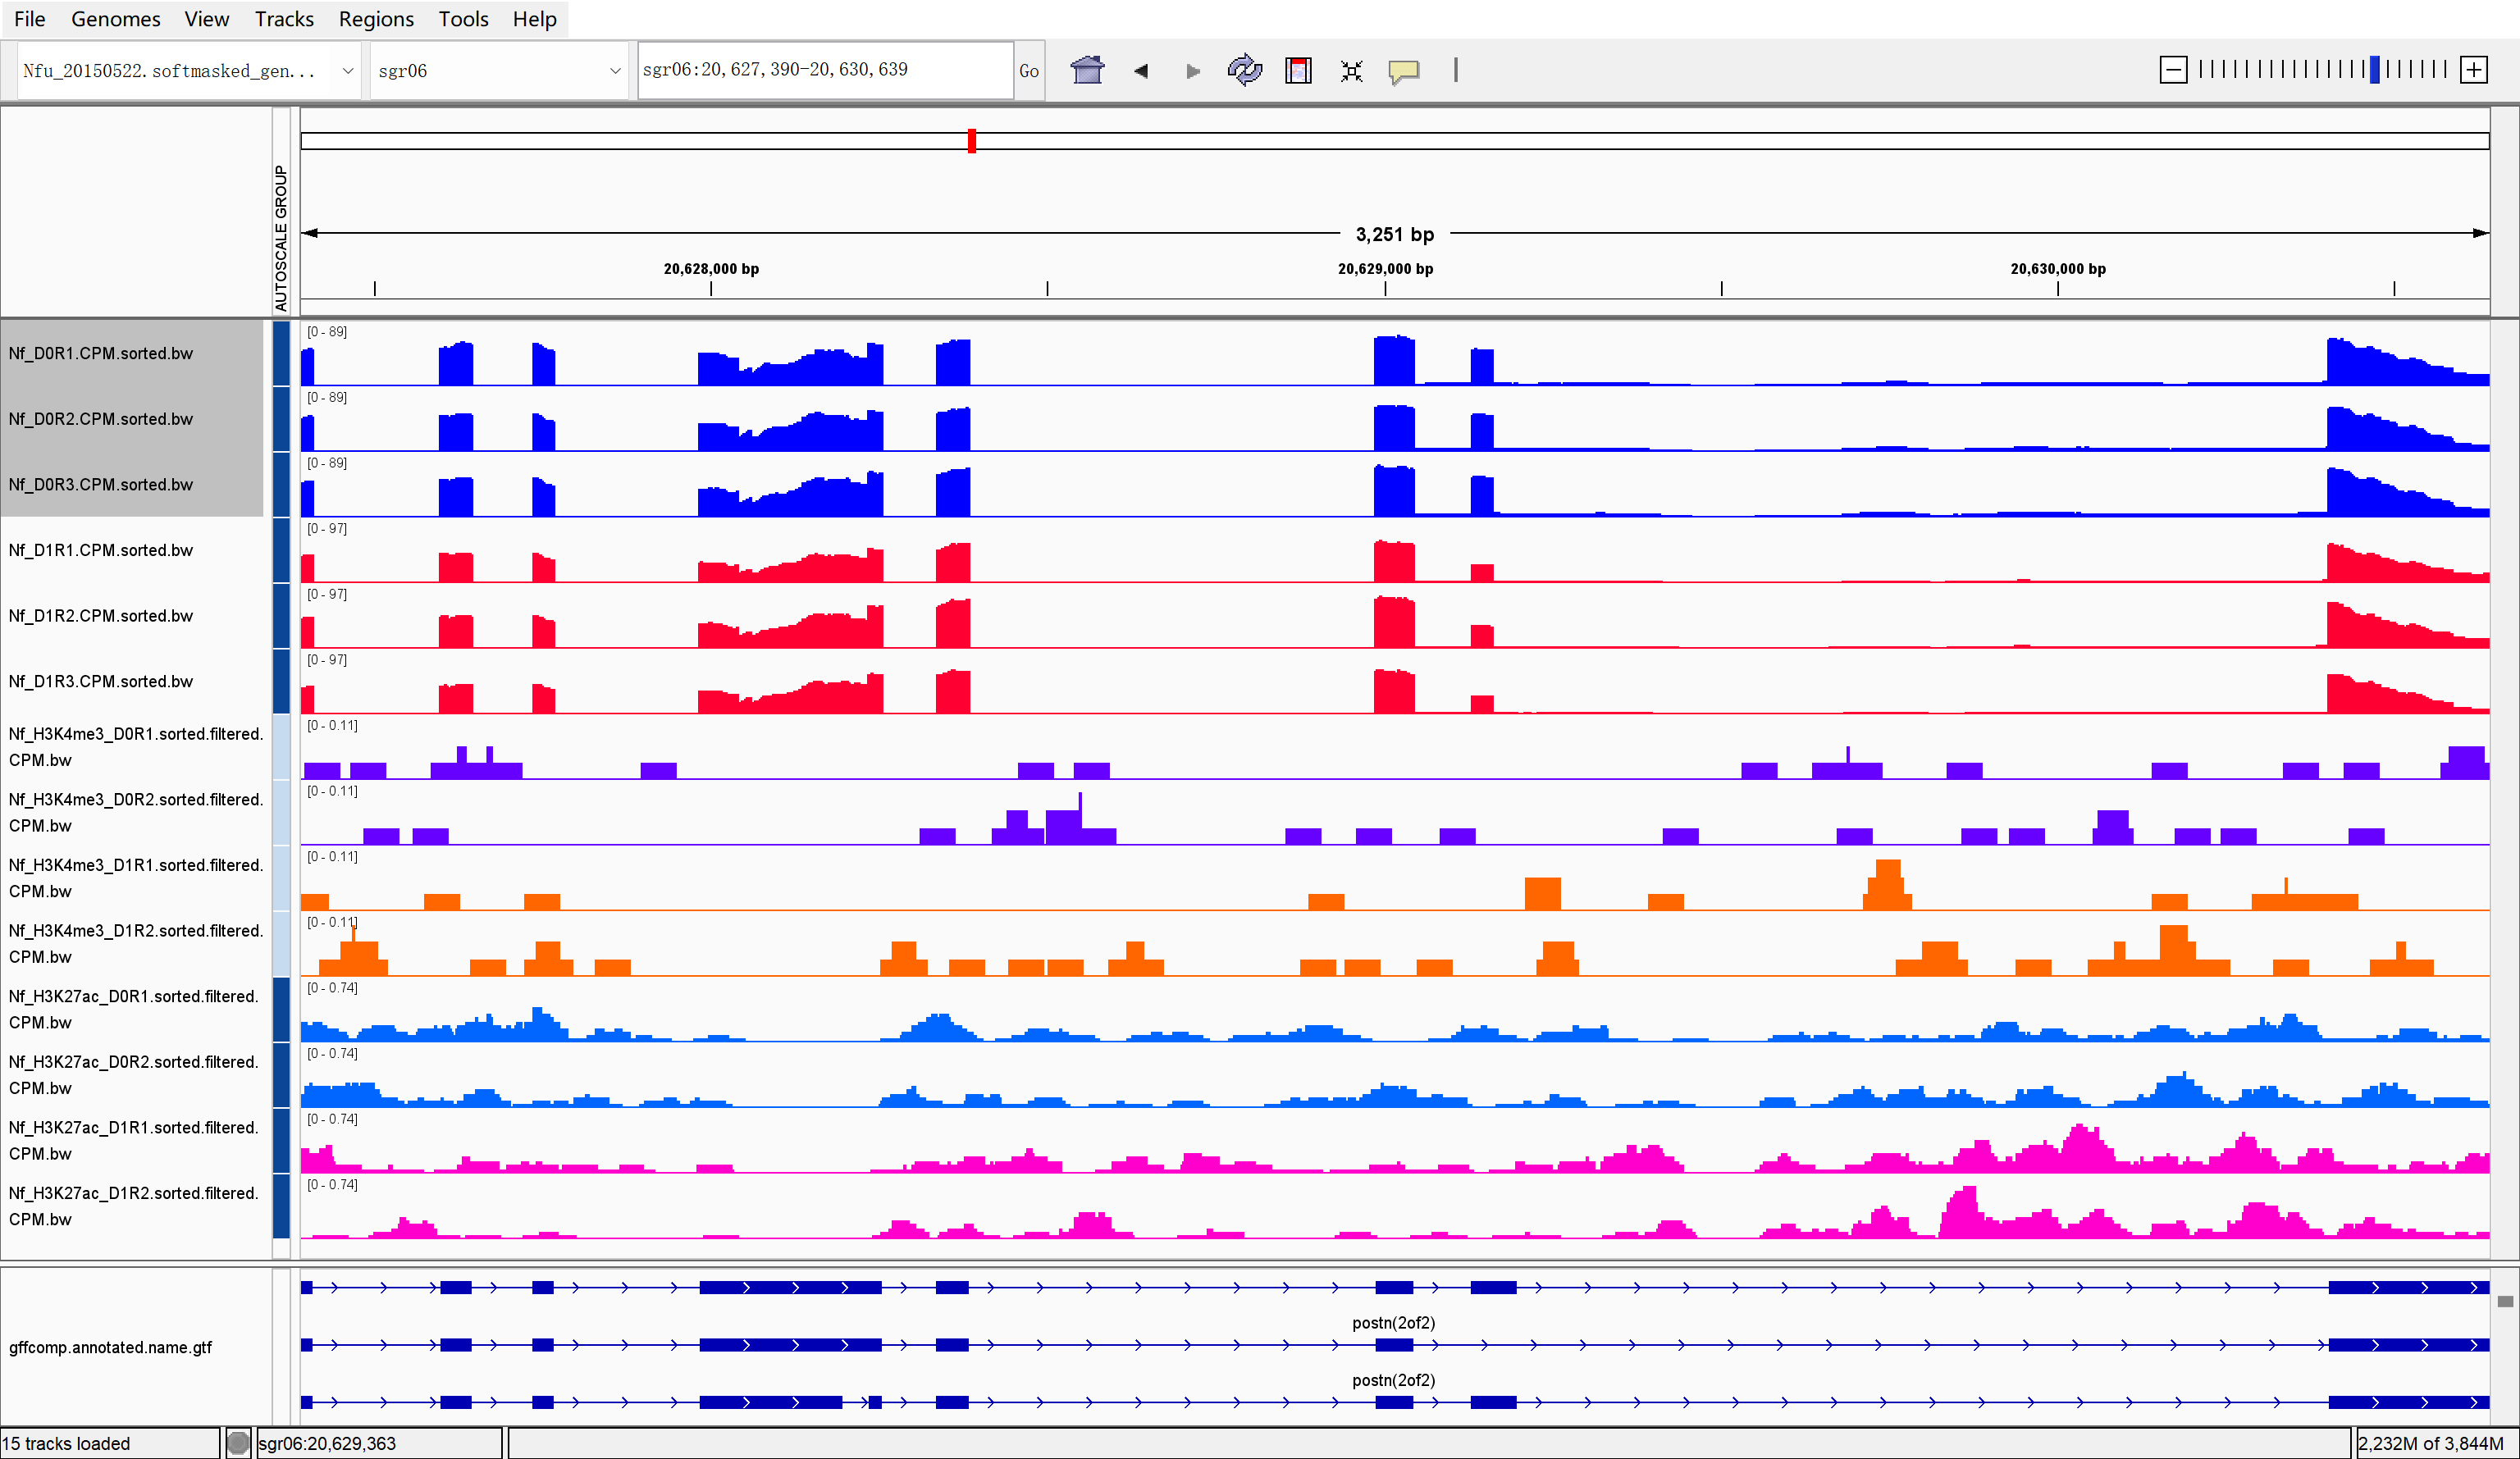 File Genomes View Tracks Regions Tools Help
Nfu_20150522.softmasked_gen... sgr06 sgr06:20,627,390-20,630,639 Go
AUTOSCALE GROUP
3,251 bp
20,628,000 bp 20,629,000 bp 20,630,000 bp
Nf_D0R1.CPM.sorted.bw [0 - 89]
Nf_D0R2.CPM.sorted.bw [0 - 89]
Nf_D0R3.CPM.sorted.bw [0 - 89]
Nf_D1R1.CPM.sorted.bw [0 - 97]
Nf_D1R2.CPM.sorted.bw [0 - 97]
Nf_D1R3.CPM.sorted.bw [0 - 97]
Nf_H3K4me3_D0R1.sorted.filtered. [0 - 0.11]
CPM.bw
Nf_H3K4me3_D0R2.sorted.filtered. [0 - 0.11]
CPM.bw
Nf_H3K4me3_D1R1.sorted.filtered. [0 - 0.11]
CPM.bw
Nf_H3K4me3_D1R2.sorted.filtered. [0 - 0.11]
CPM.bw
Nf_H3K27ac_D0R1.sorted.filtered. [0 - 0.74]
CPM.bw
Nf_H3K27ac_D0R2.sorted.filtered. [0 - 0.74]
CPM.bw
Nf_H3K27ac_D1R1.sorted.filtered. [0 - 0.74]
CPM.bw
Nf_H3K27ac_D1R2.sorted.filtered. [0 - 0.74]
CPM.bw
postn(2of2)
gffcomp.annotated.name.gtf
postn(2of2)
15 tracks loaded sgr06:20,629,363 2,232M of 3,844M